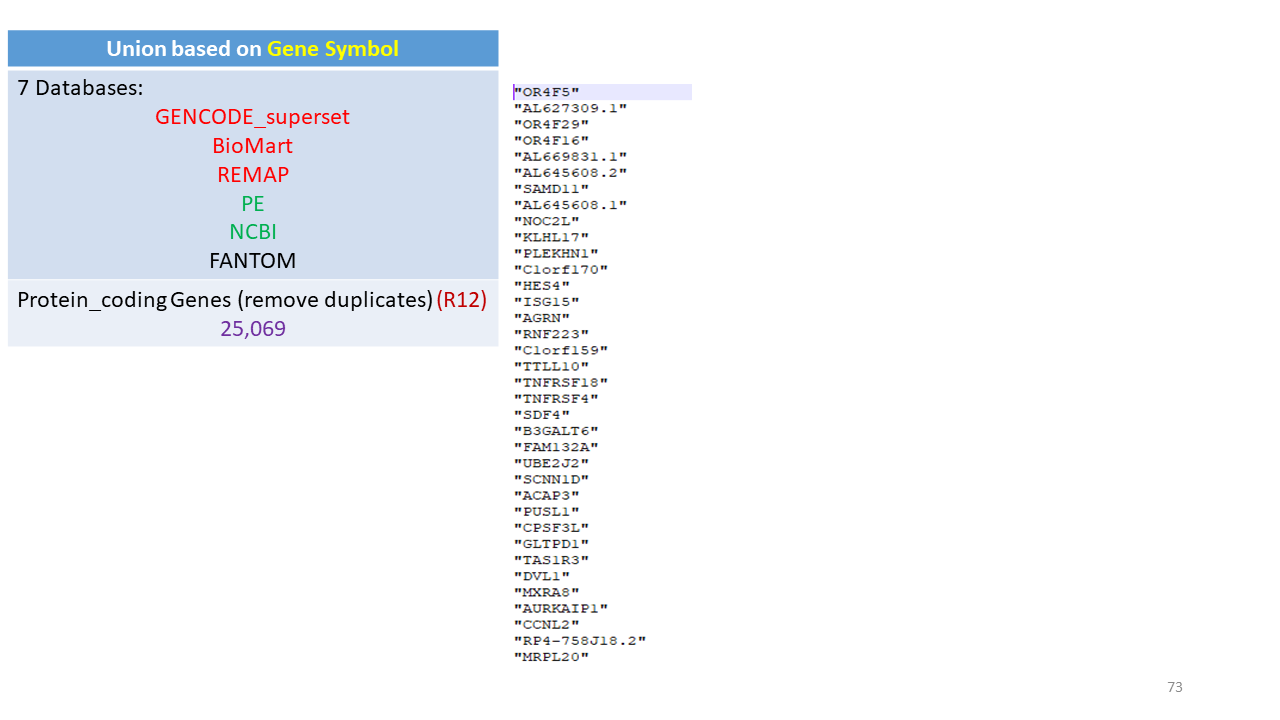 Union based on Gene Symbol
7 Databases:
GENCODE_superset
BioMart
REMAP
PE
NCBI
FANTOM
Protein_coding Genes (remove duplicates) (R12)
25,069
"OR4F5"
"AL627309.1"
"OR4F29"
"OR4F16"
"AL669831.1"
"AL645608.2"
"SAMD11"
"AL645608.1"
"NOC2L"
"KLHL17"
"PLEKHN1"
"C1orf170"
"HES4"
"ISG15"
"AGRN"
"RNF223"
"C1orf159"
"TTLL10"
"TNFRSF18"
"TNFRSF4"
"SDF4"
"B3GALT6"
"FAM132A"
"UBE2J2"
"SCNN1D"
"ACAP3"
"PUSL1"
"CPSF3L"
"GLTPD1"
"TAS1R3"
"DVL1"
"MXRA8"
"AURKAIP1"
"CCNL2"
"RP4-758J18.2"
"MRPL20"
73